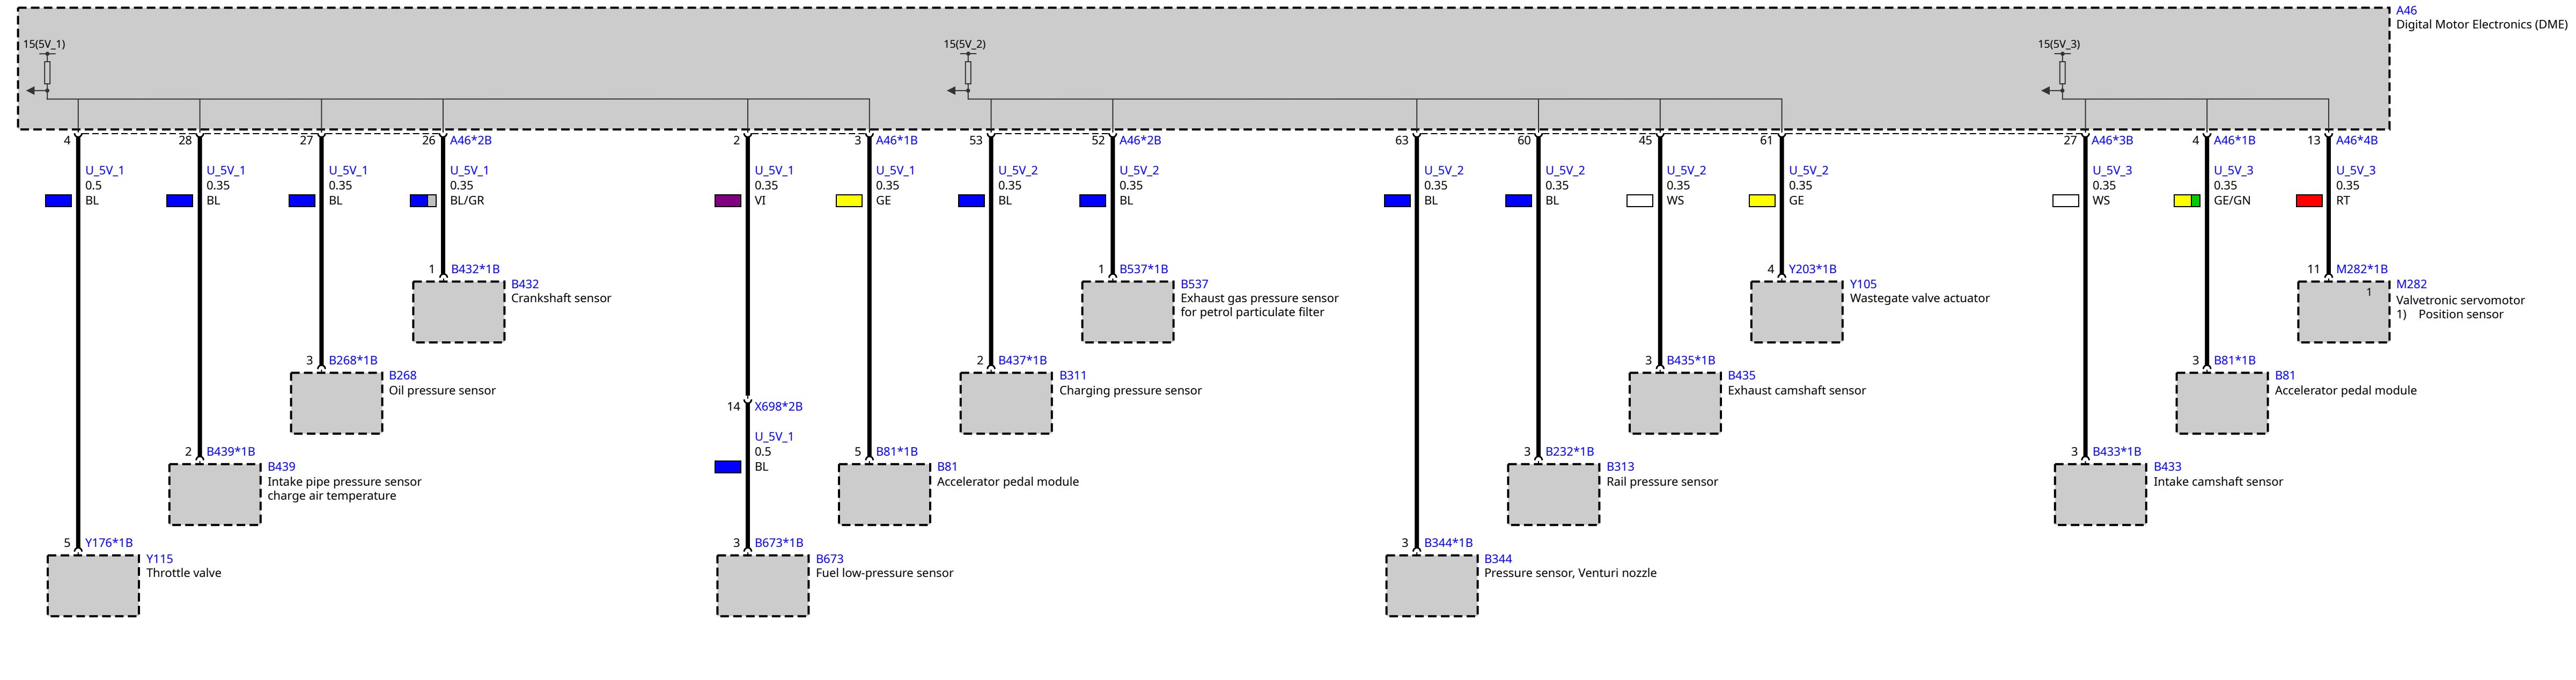 A46
Digital Motor Electronics (DME)
15(5V_1)
15(5V_2)
15(5V_3)
4
28
27
26 A46*2B
2
3 A46*1B
53
52 A46*2B
63
60
45
61
27 A46*3B
4 A46*1B
13 A46*4B
U_5V_1
0.5
BL
U_5V_1
0.35
BL
U_5V_1
0.35
BL
U_5V_1
0.35
BL/GR
U_5V_1
0.35
VI
U_5V_1
0.35
GE
U_5V_2
0.35
BL
U_5V_2
0.35
BL
U_5V_2
0.35
BL
U_5V_2
0.35
BL
U_5V_2
0.35
WS
U_5V_2
0.35
GE
U_5V_3
0.35
WS
U_5V_3
0.35
GE/GN
U_5V_3
0.35
RT
1 B432*1B
B432
Crankshaft sensor
1 B537*1B
B537
Exhaust gas pressure sensor
for petrol particulate filter
4 Y203*1B
Y105
Wastegate valve actuator
11 M282*1B
1
M282
Valvetronic servomotor
1) Position sensor
3 B268*1B
B268
Oil pressure sensor
2 B437*1B
B311
Charging pressure sensor
3 B435*1B
B435
Exhaust camshaft sensor
3 B81*1B
B81
Accelerator pedal module
14 X698*2B
U_5V_1
0.5
BL
2 B439*1B
B439
Intake pipe pressure sensor
charge air temperature
5 B81*1B
B81
Accelerator pedal module
3 B232*1B
B313
Rail pressure sensor
3 B433*1B
B433
Intake camshaft sensor
5 Y176*1B
Y115
Throttle valve
3 B673*1B
B673
Fuel low-pressure sensor
3 B344*1B
B344
Pressure sensor, Venturi nozzle